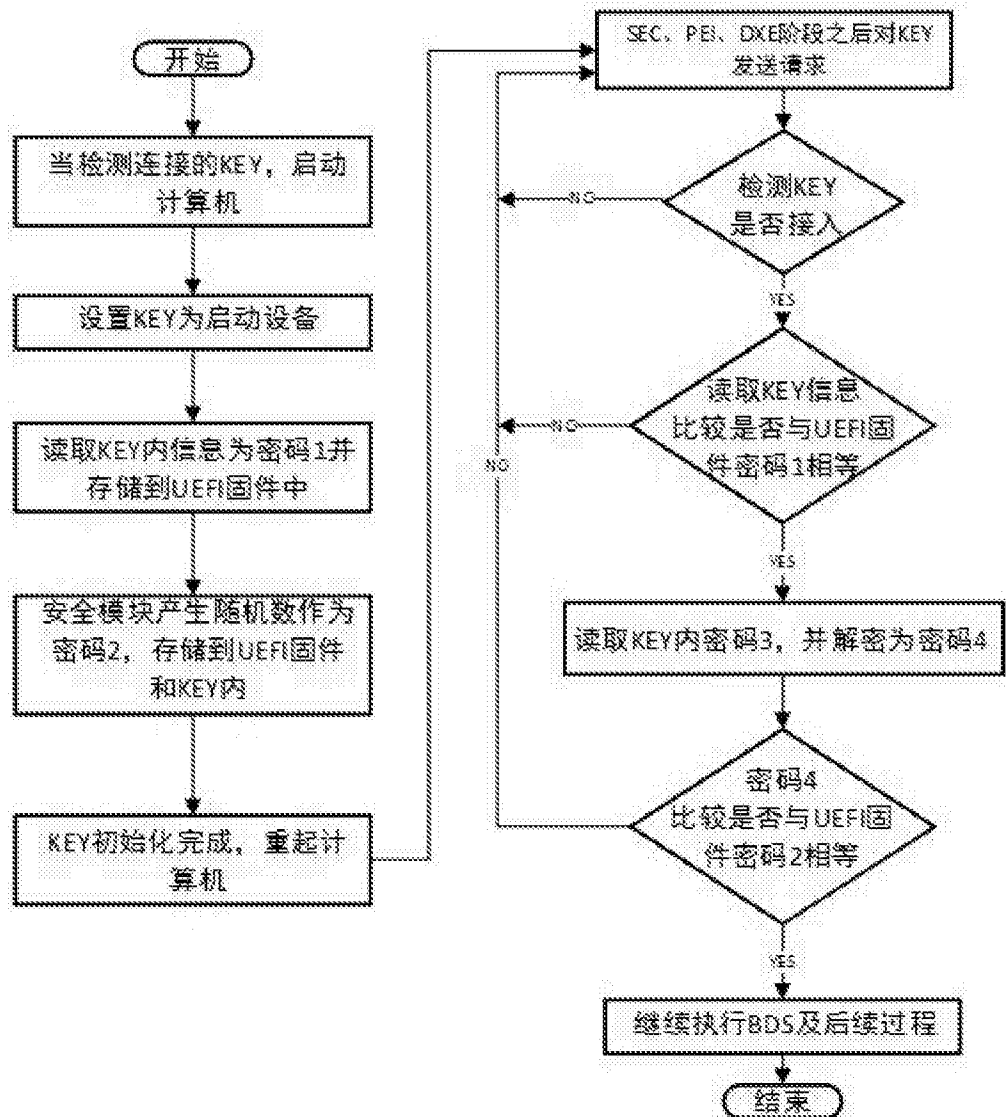 开始
当检测连接的KEY，启动
计算机
设置KEY为启动设备
读取KEY内信息为密码1并
存储到UEFI固件中
安全模块产生随机数作为
密码2，存储到UEFI固件
和KEY内
KEY初始化完成，重起计
算机
SEC、PEI、DXE阶段之后对KEY
发送请求
检测KEY
是否接入
NO
YES
读取KEY信息
比较是否与UEFI固
件密码1相等
NO
NO
YES
读取KEY内密码3，并解密为密码4
密码4
比较是否与UEFI固
件密码2相等
YES
继续执行BDS及后续过程
结束